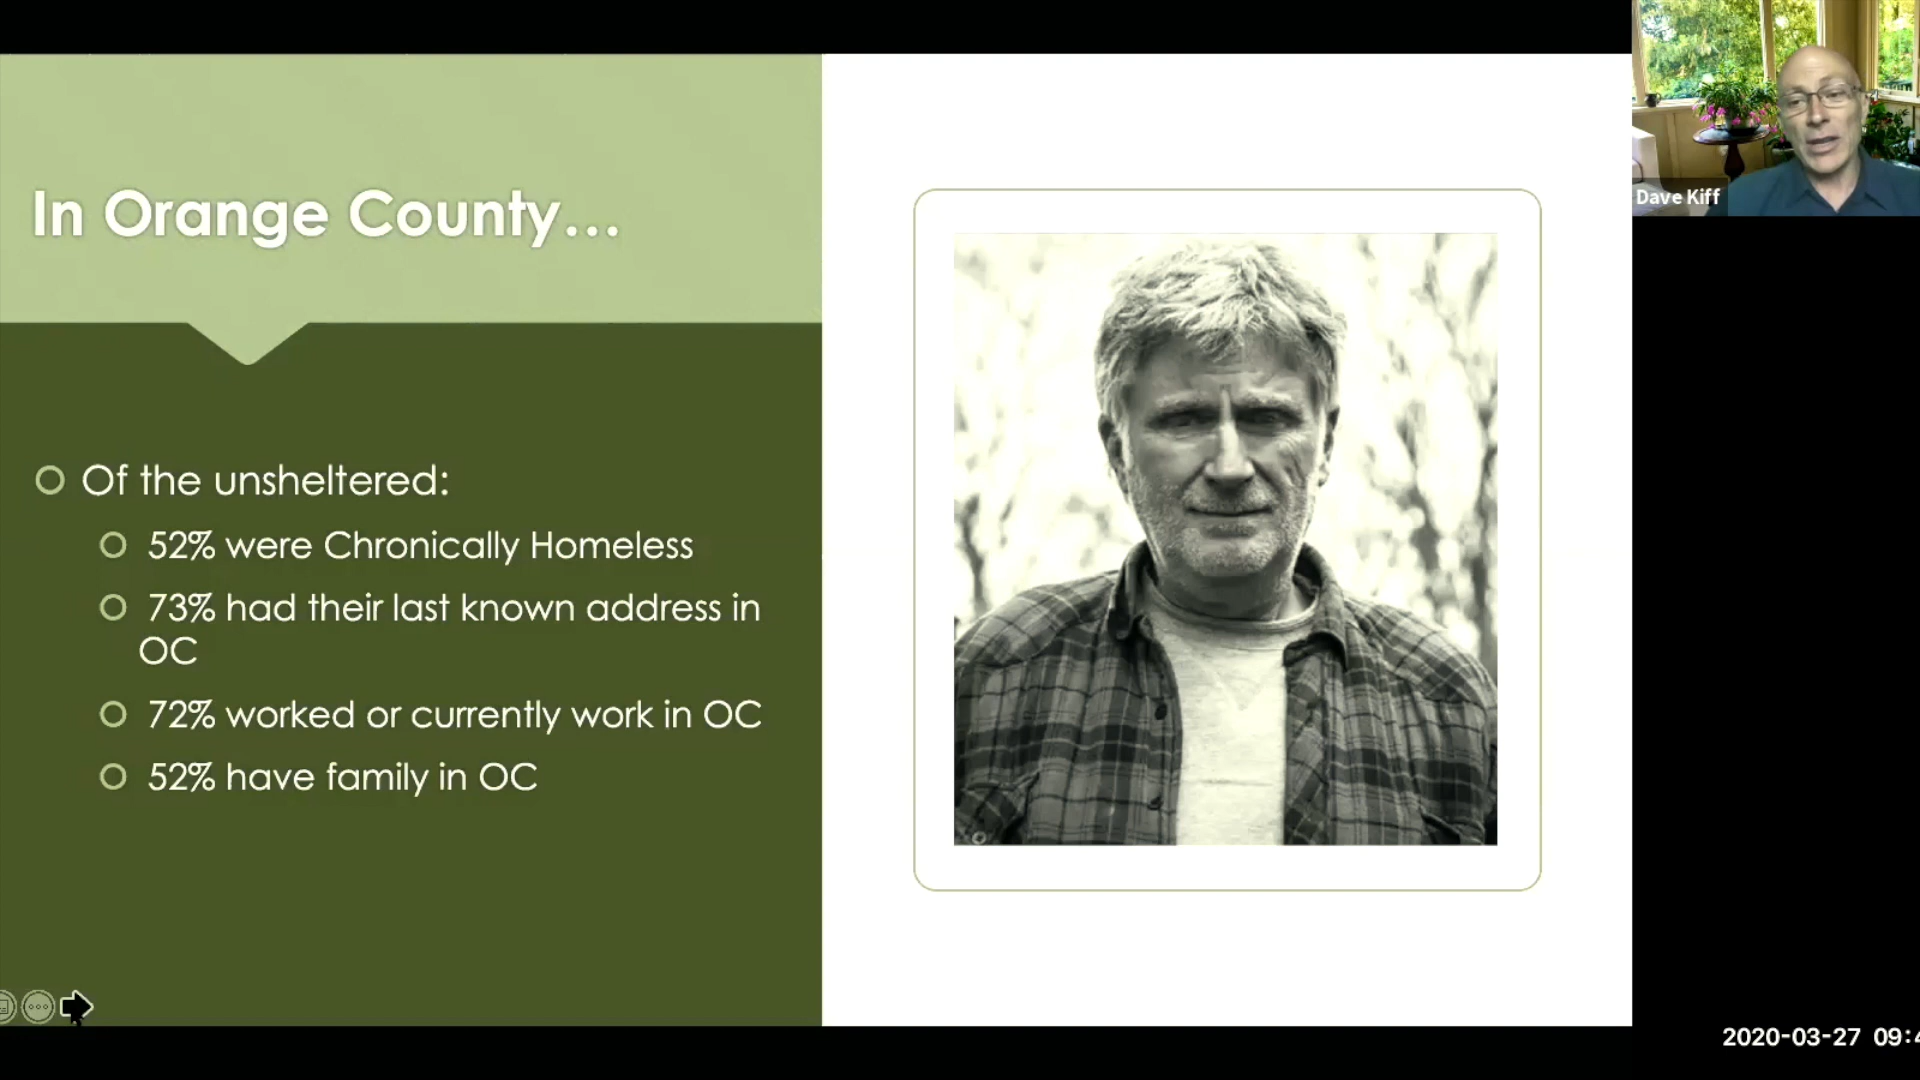 In Orange County...
Of the unsheltered:
52% were Chronically Homeless
73% had their last known address in
OC
72% worked or currently work in OC
52% have family in OC
Dave Kiff
2020-03-27 09:4